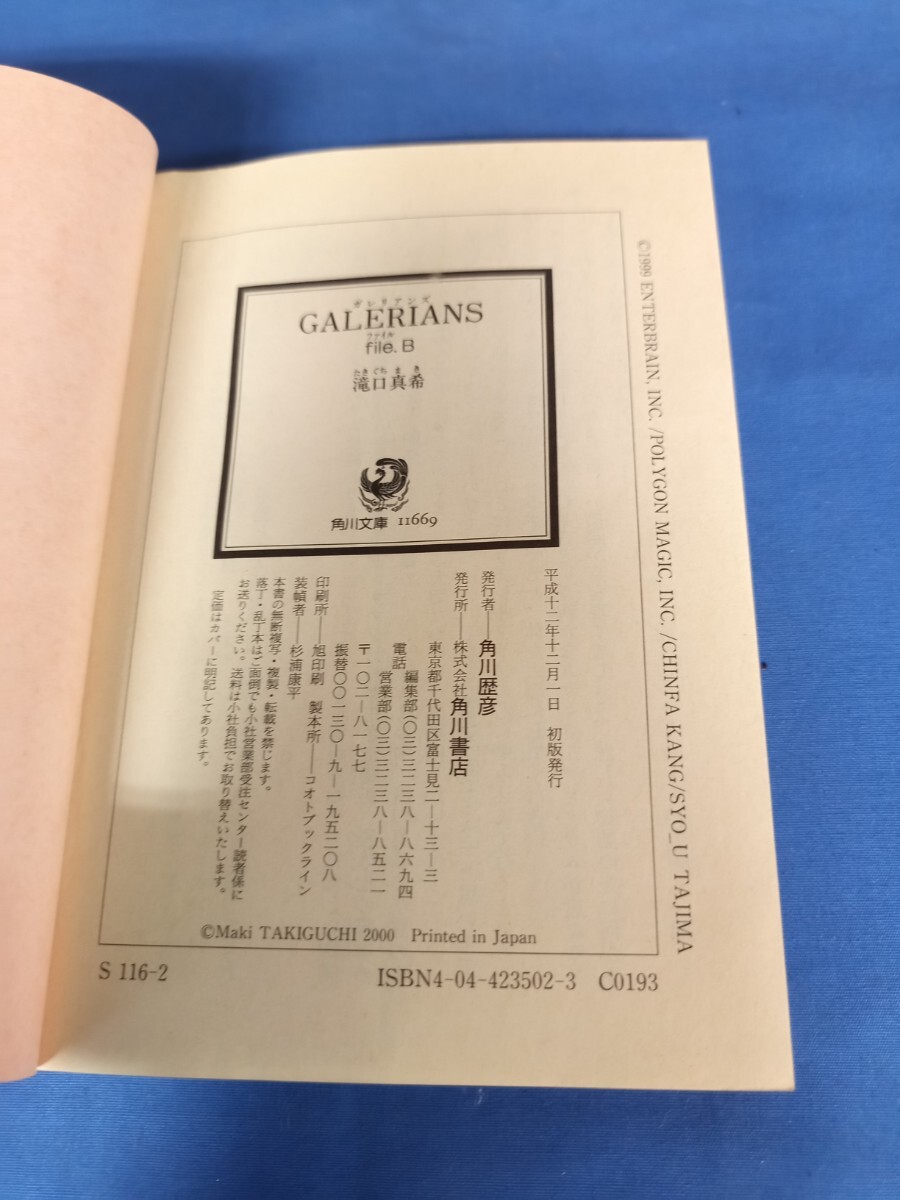 ガレリアンズ
GALERIANS
ファイル
file. B
たきぐち まき
滝口真希
角川文庫 11669
平成十二年十二月一日 初版発行
発行者──角川歴彦
発行所──株式会社角川書店
東京都千代田区富士見二─十三─三
電話 編集部(〇三)三二三八─八六九四
営業部(〇三)三二三八─八五二一
〒一〇二─八一七七
振替〇〇一三〇─九─一九五二〇八
印刷所──旭印刷 製本所──コオトブックライン
装幀者──杉浦康平
本書の無断複写・複製・転載を禁じます。
落丁・乱丁本はご面倒でも小社営業部受注センター読者係に
お送りください。送料は小社負担でお取り替えいたします。
定価はカバーに明記してあります。
©Maki TAKIGUCHI 2000 Printed in Japan
S 116-2
ISBN4-04-423502-3 C0193
©1999 ENTERBRAIN, INC. /POLYGON MAGIC, INC. /CHINFA KANG/SYO_U TAJIMA